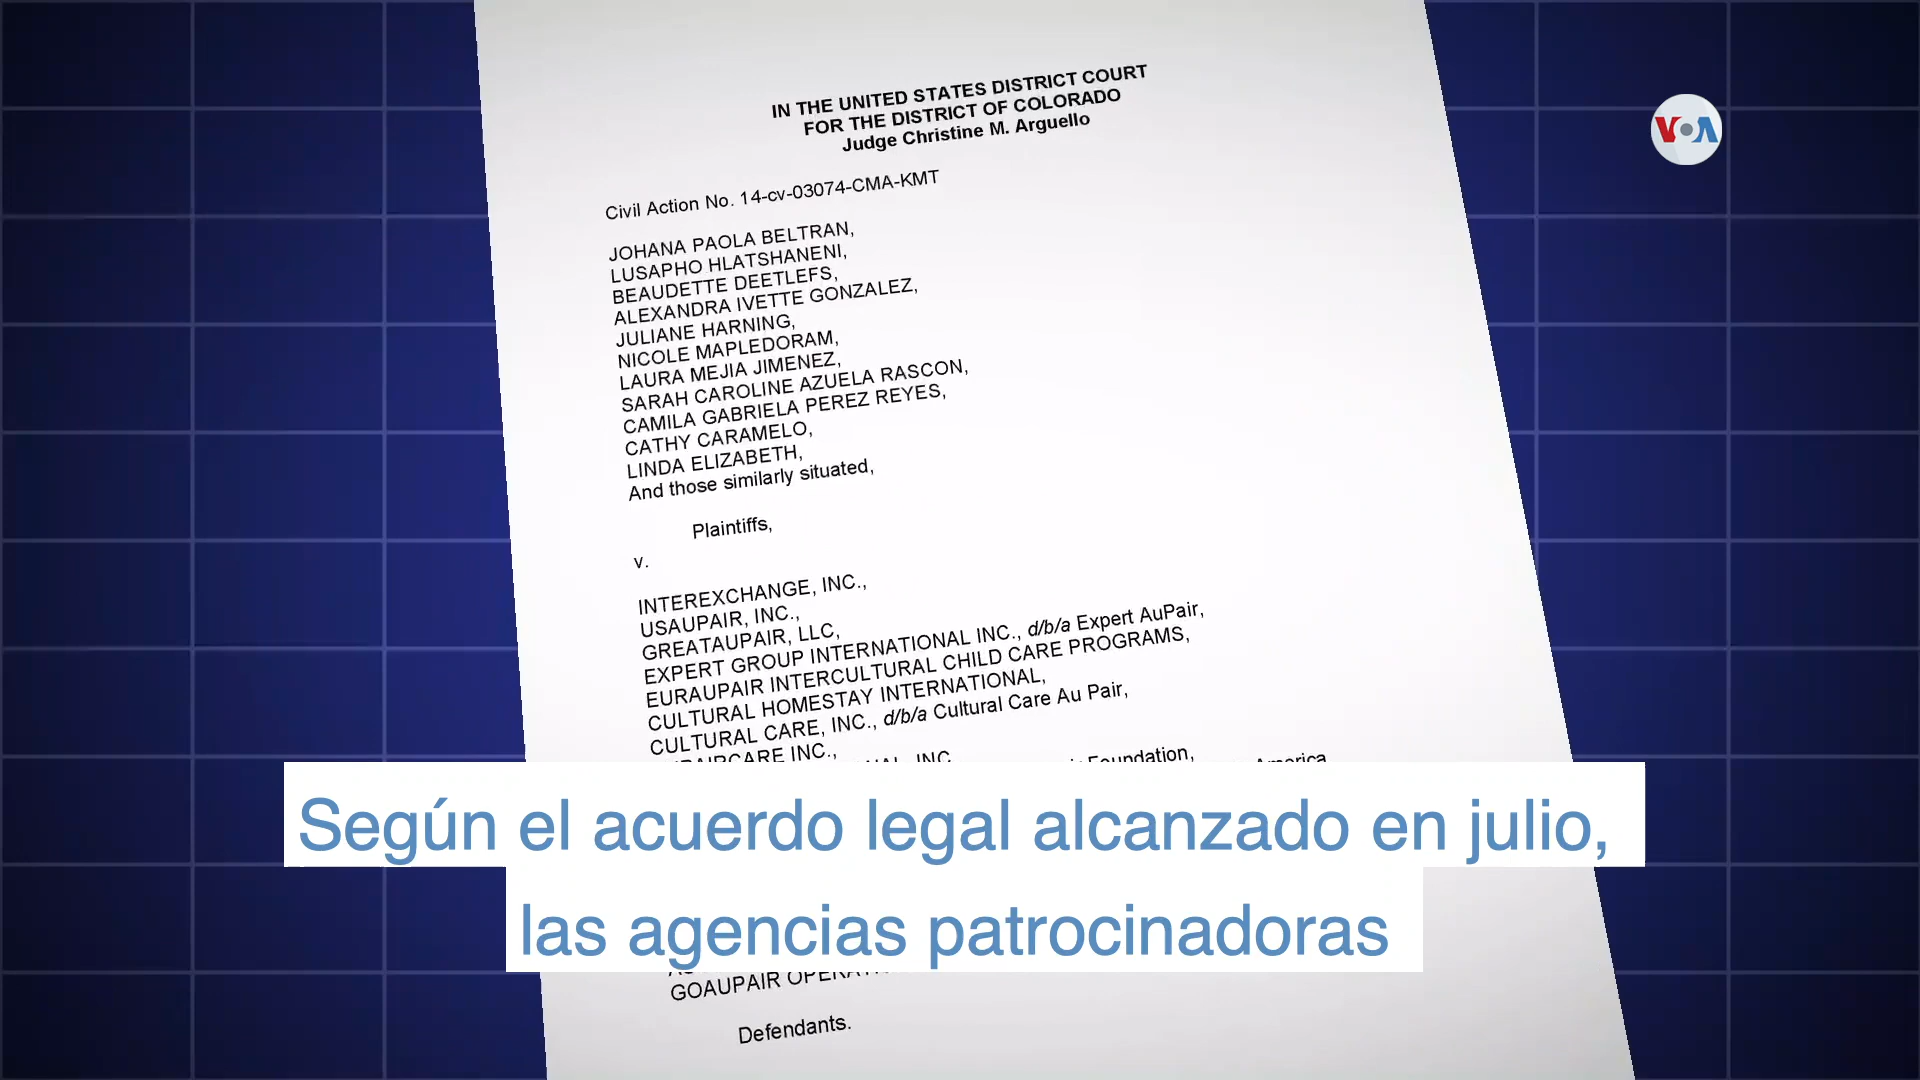 IN THE UNITED STATES DISTRICT COURT
FOR THE DISTRICT OF COLORADO
Judge Christine M. Arguello
VOA
Civil Action No. 14-cv-03074-CMA-KMT
JOHANA PAOLA BELTRAN,
LUSAPHO HLATSHANENI,
BEAUDETTE DEETLEFS,
ALEXANDRA IVETTE GONZALEZ,
JULIANE HARNING,
NICOLE MAPLEDORAM,
LAURA MEJIA JIMENEZ,
SARAH CAROLINE AZUELA RASCON,
CAMILA GABRIELA PEREZ REYES,
CATHY CARAMELO,
LINDA ELIZABETH,
And those similarly situated,
Plaintiffs,
v.
INTEREXCHANGE, INC.,
USAUPAIR, INC.,
GREATAUPAIR, LLC,
EXPERT GROUP INTERNATIONAL INC., d/b/a Expert AuPair,
EURAUPAIR INTERCULTURAL CHILD CARE PROGRAMS,
CULTURAL HOMESTAY INTERNATIONAL,
CULTURAL CARE, INC., d/b/a Cultural Care Au Pair,
INC.,
INC. Foundation, America
Según el acuerdo legal alcanzado en julio,
las agencias patrocinadoras
GOAUPAIR
Defendants.